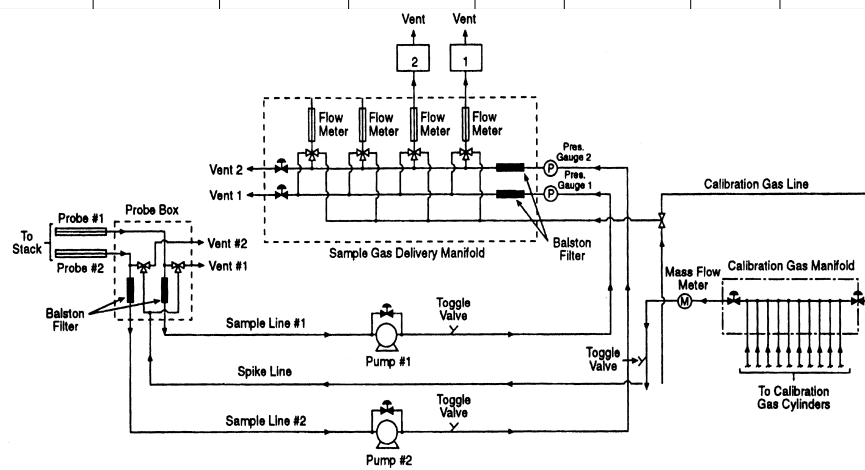 Vent
Vent
2
1
Flow
Meter
Flow
Meter
Flow
Meter
Flow
Meter
Pres.
Gauge 2
P
Vent 2
Pres.
Gauge 1
P
Vent 1
Calibration Gas Line
Probe Box
Probe #1
To
Stack
Probe #2
Vent #2
Vent #1
Sample Gas Delivery Manifold
Balston
Filter
Balston
Filter
Mass Flow
Meter
M
Calibration Gas Manifold
Sample Line #1
Toggle
Valve
Pump #1
Spike Line
Toggle
Valve
To Calibration
Gas Cylinders
Sample Line #2
Toggle
Valve
Pump #2